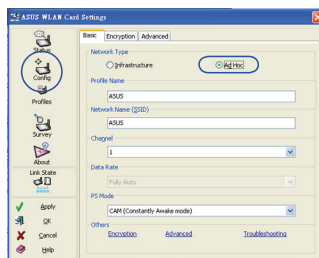 ASUS WLAN Card Settings
Status
Config
Profiles
Survey
About
Link State
Apply
OK
Cancel
Help
Basic Encryption Advanced
Network Type
Infrastructure Ad Hoc
Profile Name
ASUS
Network Name (SSID)
ASUS
Channel
1
Data Rate
Fully Auto
PS Mode
CAM (Constantly Awake mode)
Others
Encryption Advanced Troubleshooting